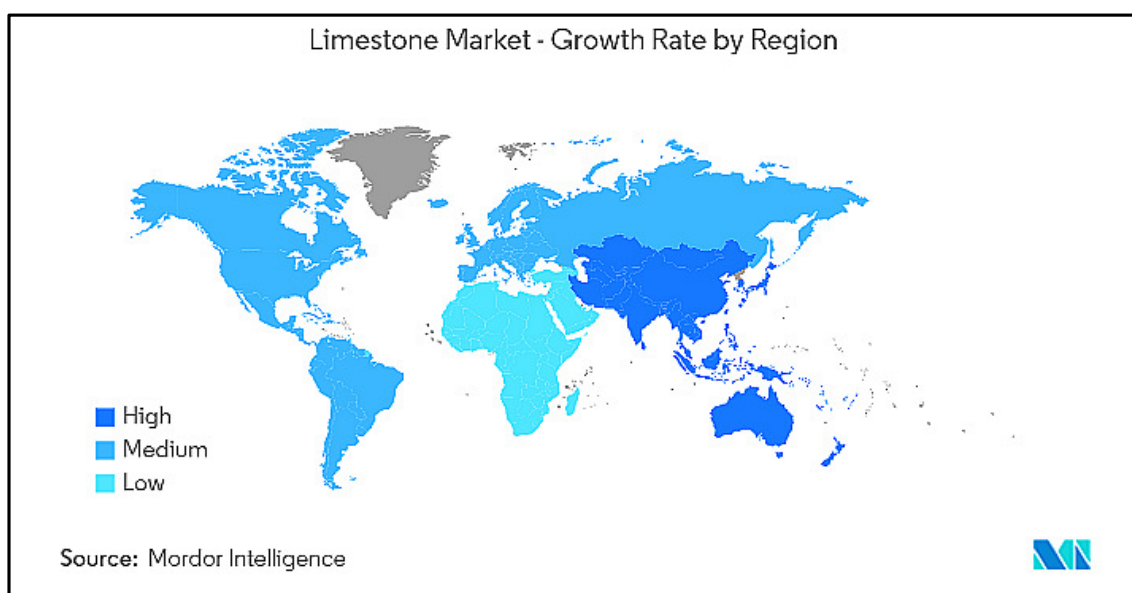 Limestone Market - Growth Rate by Region
High
Medium
Low
Source: Mordor Intelligence